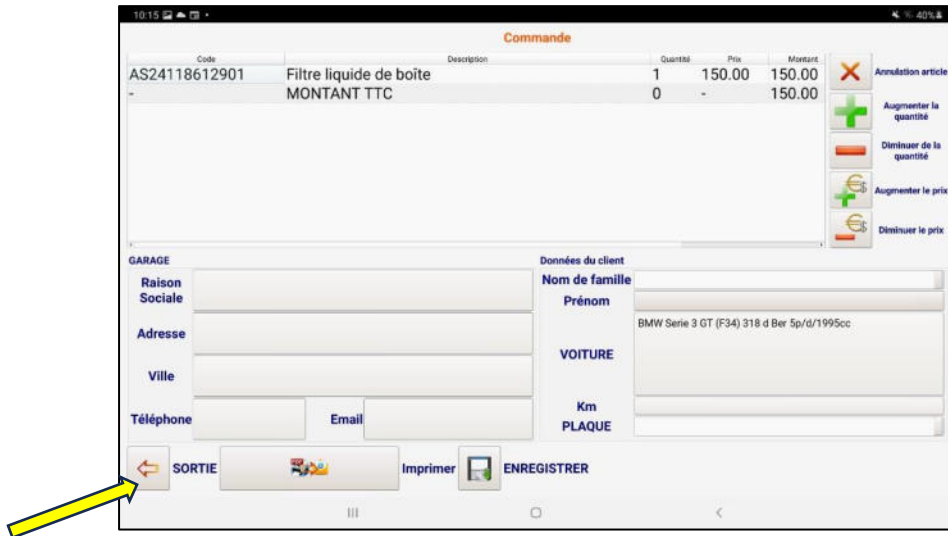 10:15
40%
Commande
Code Description Quantité Prix Montant
AS24118612901 Filtre liquide de boîte 1 150.00 150.00
- MONTANT TTC 0 - 150.00
Annulation article
Augmenter la
quantité
Diminuer de la
quantité
Augmenter le prix
Diminuer le prix
GARAGE
Raison
Sociale
Adresse
Ville
Téléphone
Email
Données du client
Nom de famille
Prénom
BMW Serie 3 GT (F34) 318 d Ber 5p/d/1995cc
VOITURE
Km
PLAQUE
SORTIE
Imprimer
ENREGISTRER